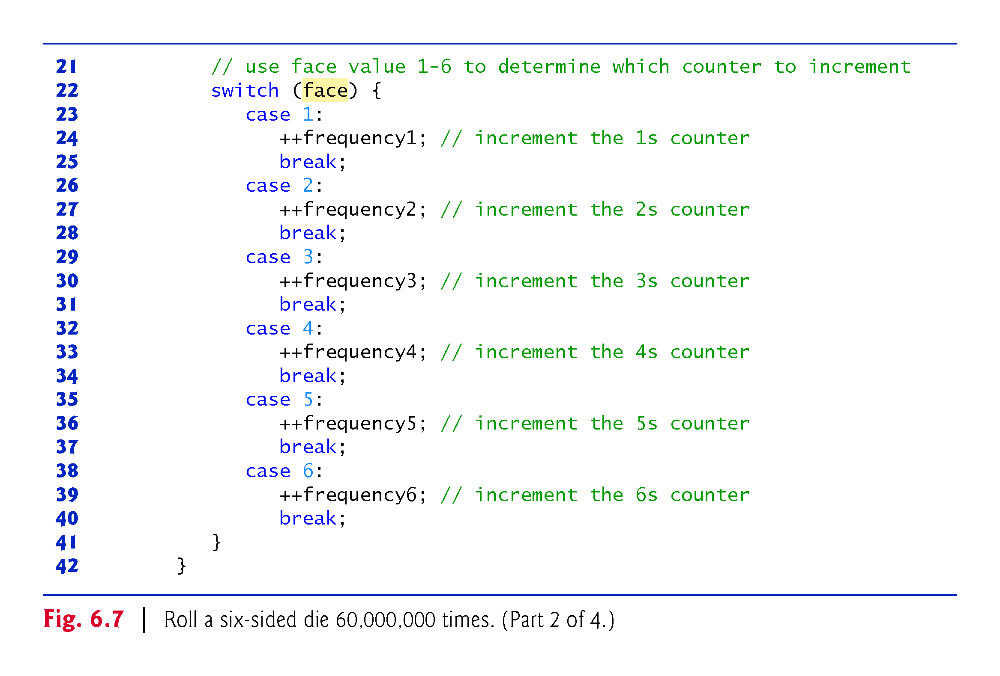 21 // use face value 1-6 to determine which counter to increment
22 switch (face) {
23 case 1:
24 ++frequency1; // increment the 1s counter
25 break;
26 case 2:
27 ++frequency2; // increment the 2s counter
28 break;
29 case 3:
30 ++frequency3; // increment the 3s counter
31 break;
32 case 4:
33 ++frequency4; // increment the 4s counter
34 break;
35 case 5:
36 ++frequency5; // increment the 5s counter
37 break;
38 case 6:
39 ++frequency6; // increment the 6s counter
40 break;
41 }
42 }
Fig. 6.7 | Roll a six-sided die 60,000,000 times. (Part 2 of 4.)